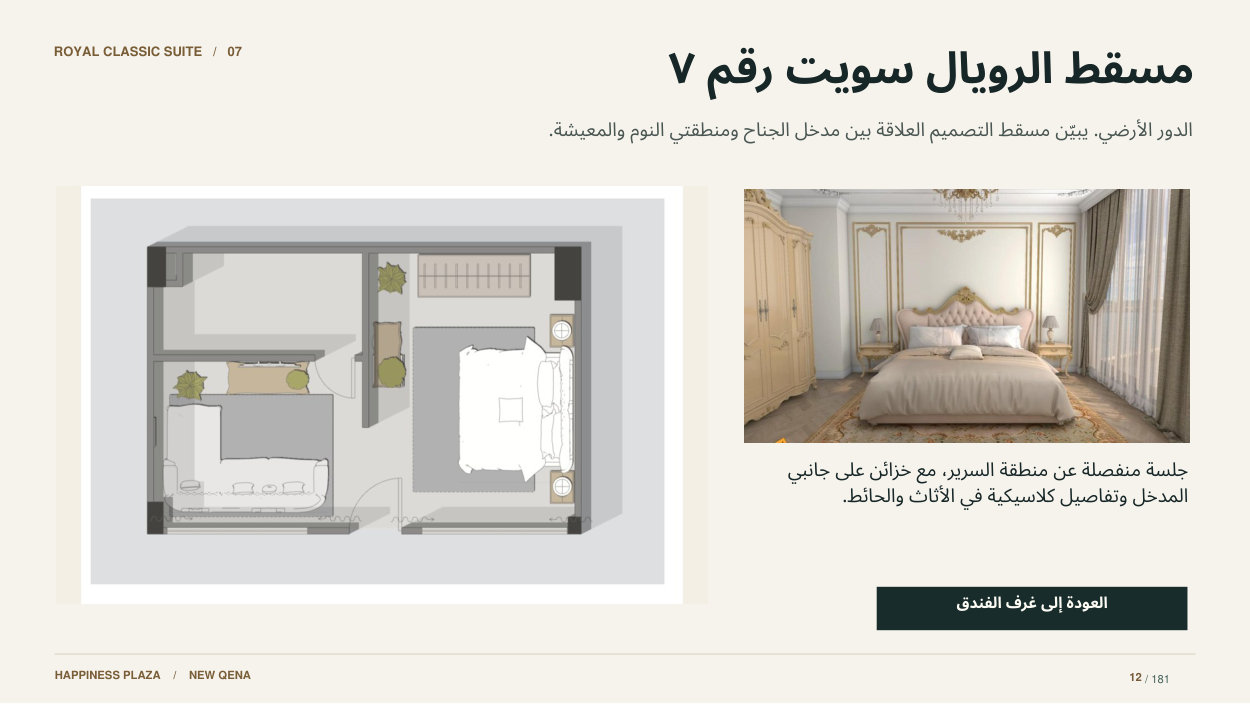 ROYAL CLASSIC SUITE / 07
مسقط الرويال سويت رقم ٧
الدور الأرضي. يبيّن مسقط التصميم العلاقة بين مدخل الجناح ومنطقتي النوم والمعيشة.
جلسة منفصلة عن منطقة السرير، مع خزائن على جانبي
المدخل وتفاصيل كلاسيكية في الأثاث والحائط.
العودة إلى غرف الفندق
HAPPINESS PLAZA / NEW QENA
12 / 181